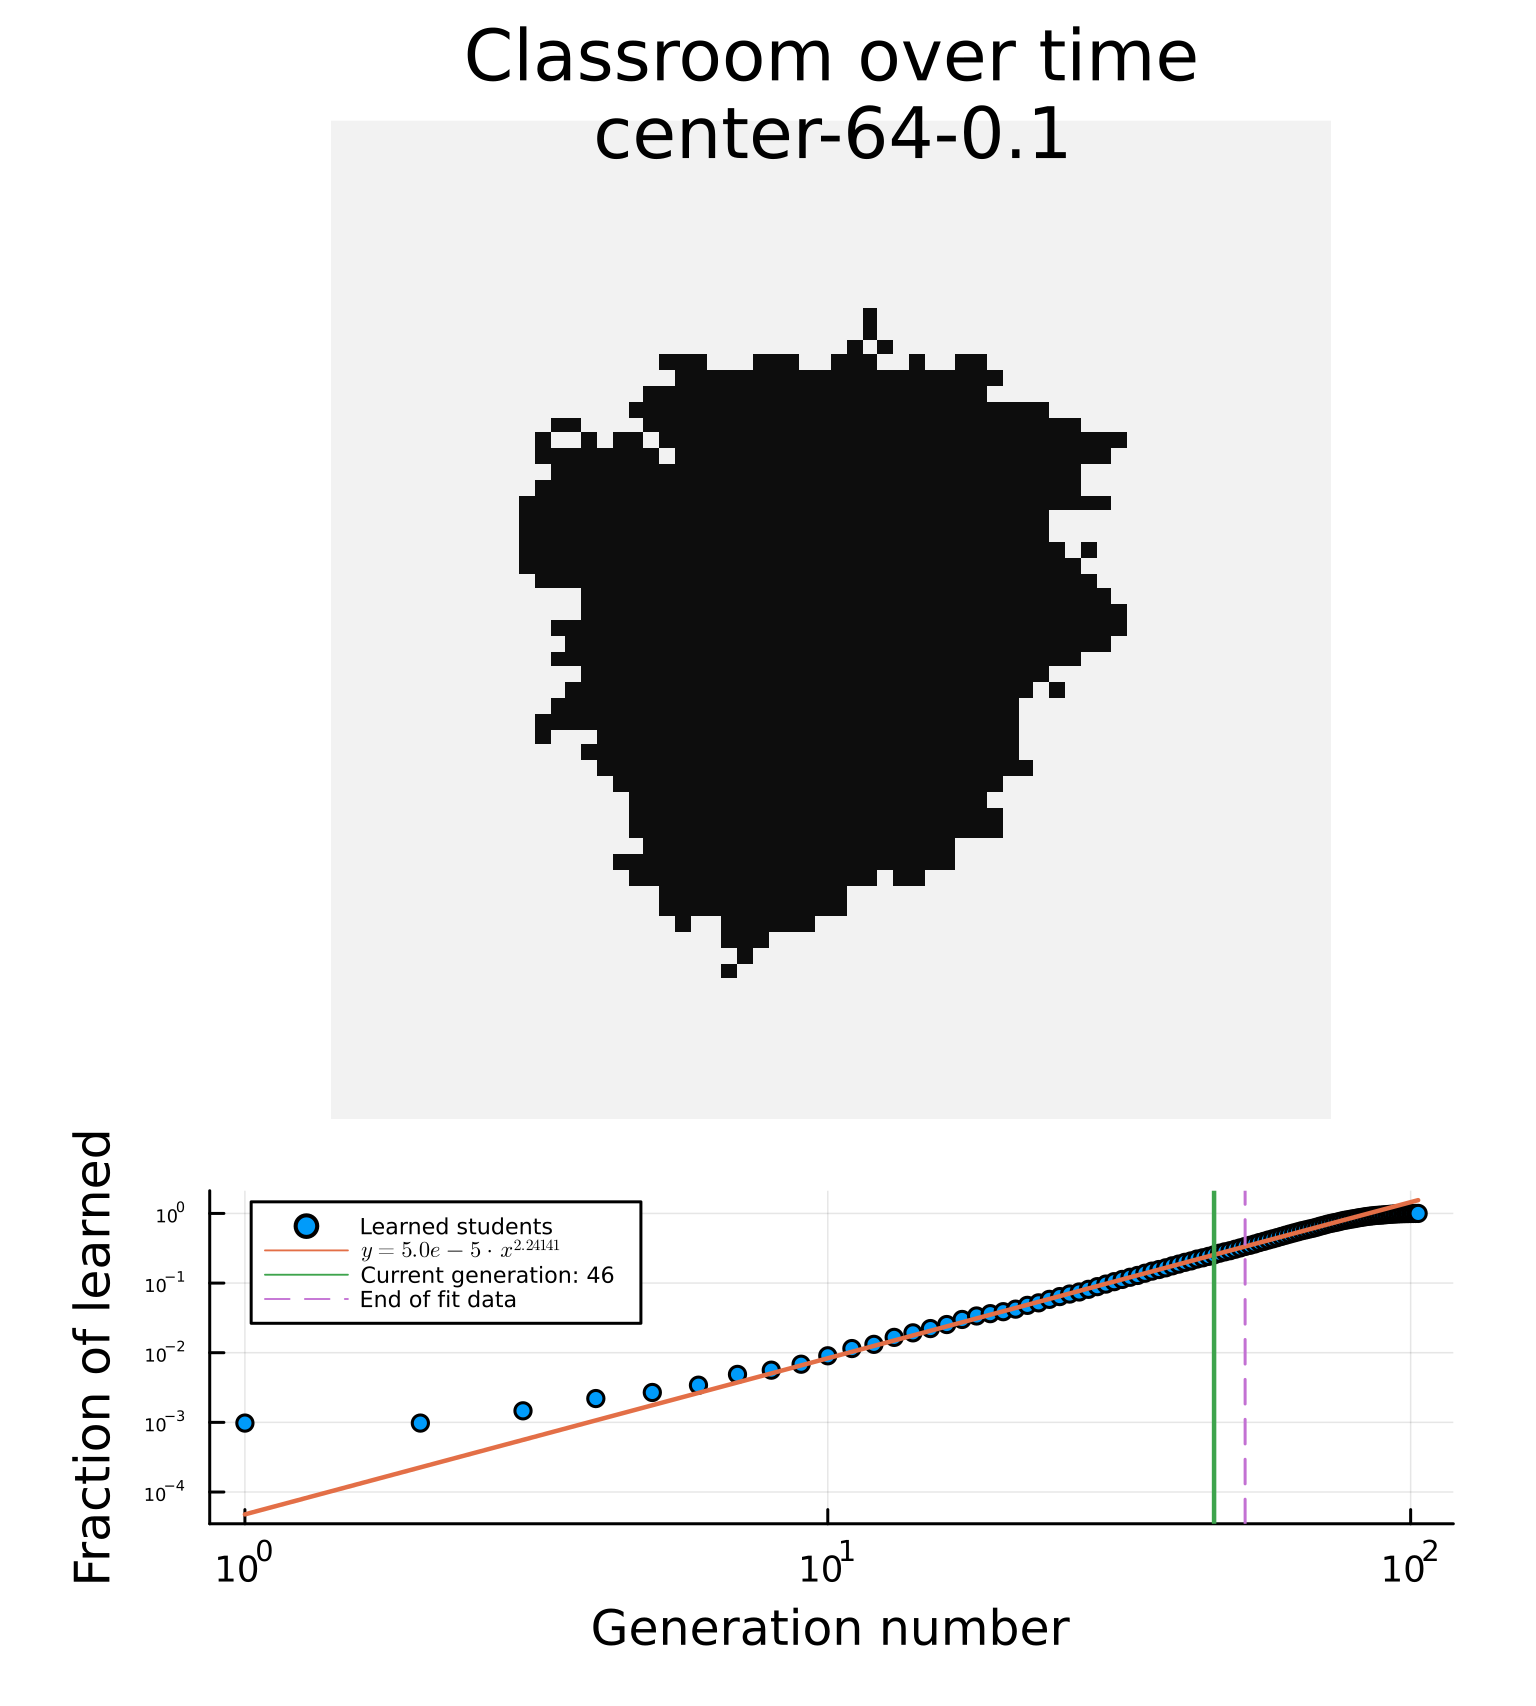 Classroom over time
center-64-0.1
Fraction of learned
10^0
10^-1
10^-2
10^-3
10^-4
Learned students
y = 5.0e − 5 · x^2.24141
Current generation: 46
End of fit data
10^0 10^1 10^2
Generation number